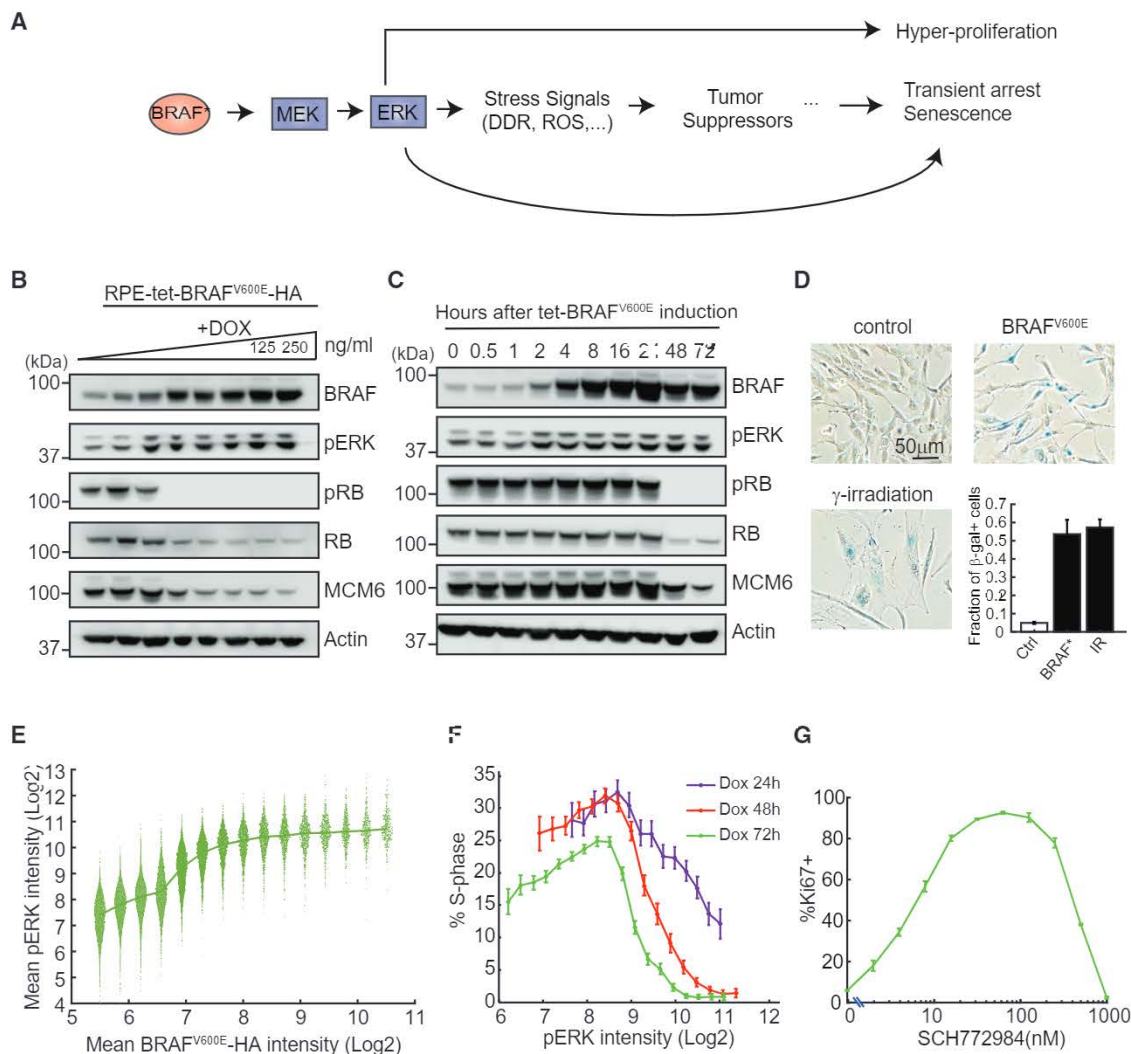 A
BRAF*
MEK
ERK
Stress Signals
(DDR, ROS,...)
Tumor
Suppressors
...
Hyper-proliferation
Transient arrest
Senescence
B
RPE-tet-BRAFV600E-HA
+DOX
125 250 ng/ml
(kDa)
100
BRAF
37
pERK
100
pRB
100
RB
100
MCM6
37
Actin
C
Hours after tet-BRAFV600E induction
(kDa)
0 0.5 1 2 4 8 16 48 72
100
BRAF
37
pERK
100
pRB
100
RB
100
MCM6
37
Actin
D
control
BRAFV600E
50μm
γ-irradiation
Fraction of β-gal+ cells
0.7
0.6
0.5
0.4
0.3
0.2
0.1
0
Ctrl
BRAF*
IR
E
Mean pERK intensity (Log2)
13
12
11
10
9
8
7
6
5
4
5 6 7 8 9 10 11
Mean BRAFV600E-HA intensity (Log2)
F
% S-phase
35
30
25
20
15
10
5
0
Dox 24h
Dox 48h
Dox 72h
6 7 8 9 10 11 12
pERK intensity (Log2)
G
%Ki67+
100
80
60
40
20
0
0 10 100 1000
SCH772984(nM)